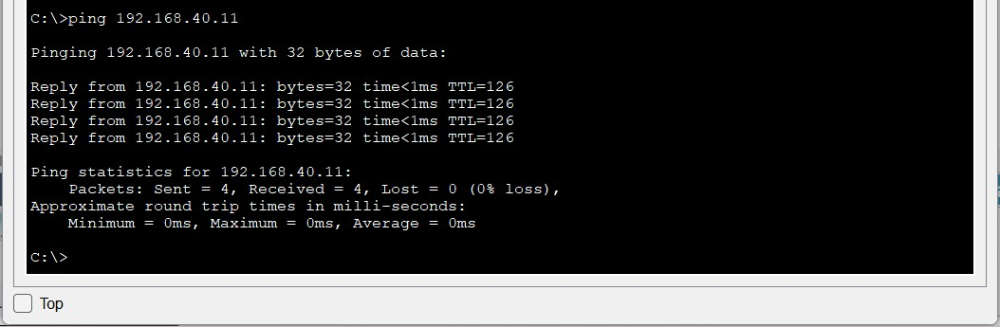 C:\>ping 192.168.40.11
Pinging 192.168.40.11 with 32 bytes of data:
Reply from 192.168.40.11: bytes=32 time<1ms TTL=126
Reply from 192.168.40.11: bytes=32 time<1ms TTL=126
Reply from 192.168.40.11: bytes=32 time<1ms TTL=126
Reply from 192.168.40.11: bytes=32 time<1ms TTL=126
Ping statistics for 192.168.40.11:
    Packets: Sent = 4, Received = 4, Lost = 0 (0% loss),
Approximate round trip times in milli-seconds:
    Minimum = 0ms, Maximum = 0ms, Average = 0ms
C:\>
Top